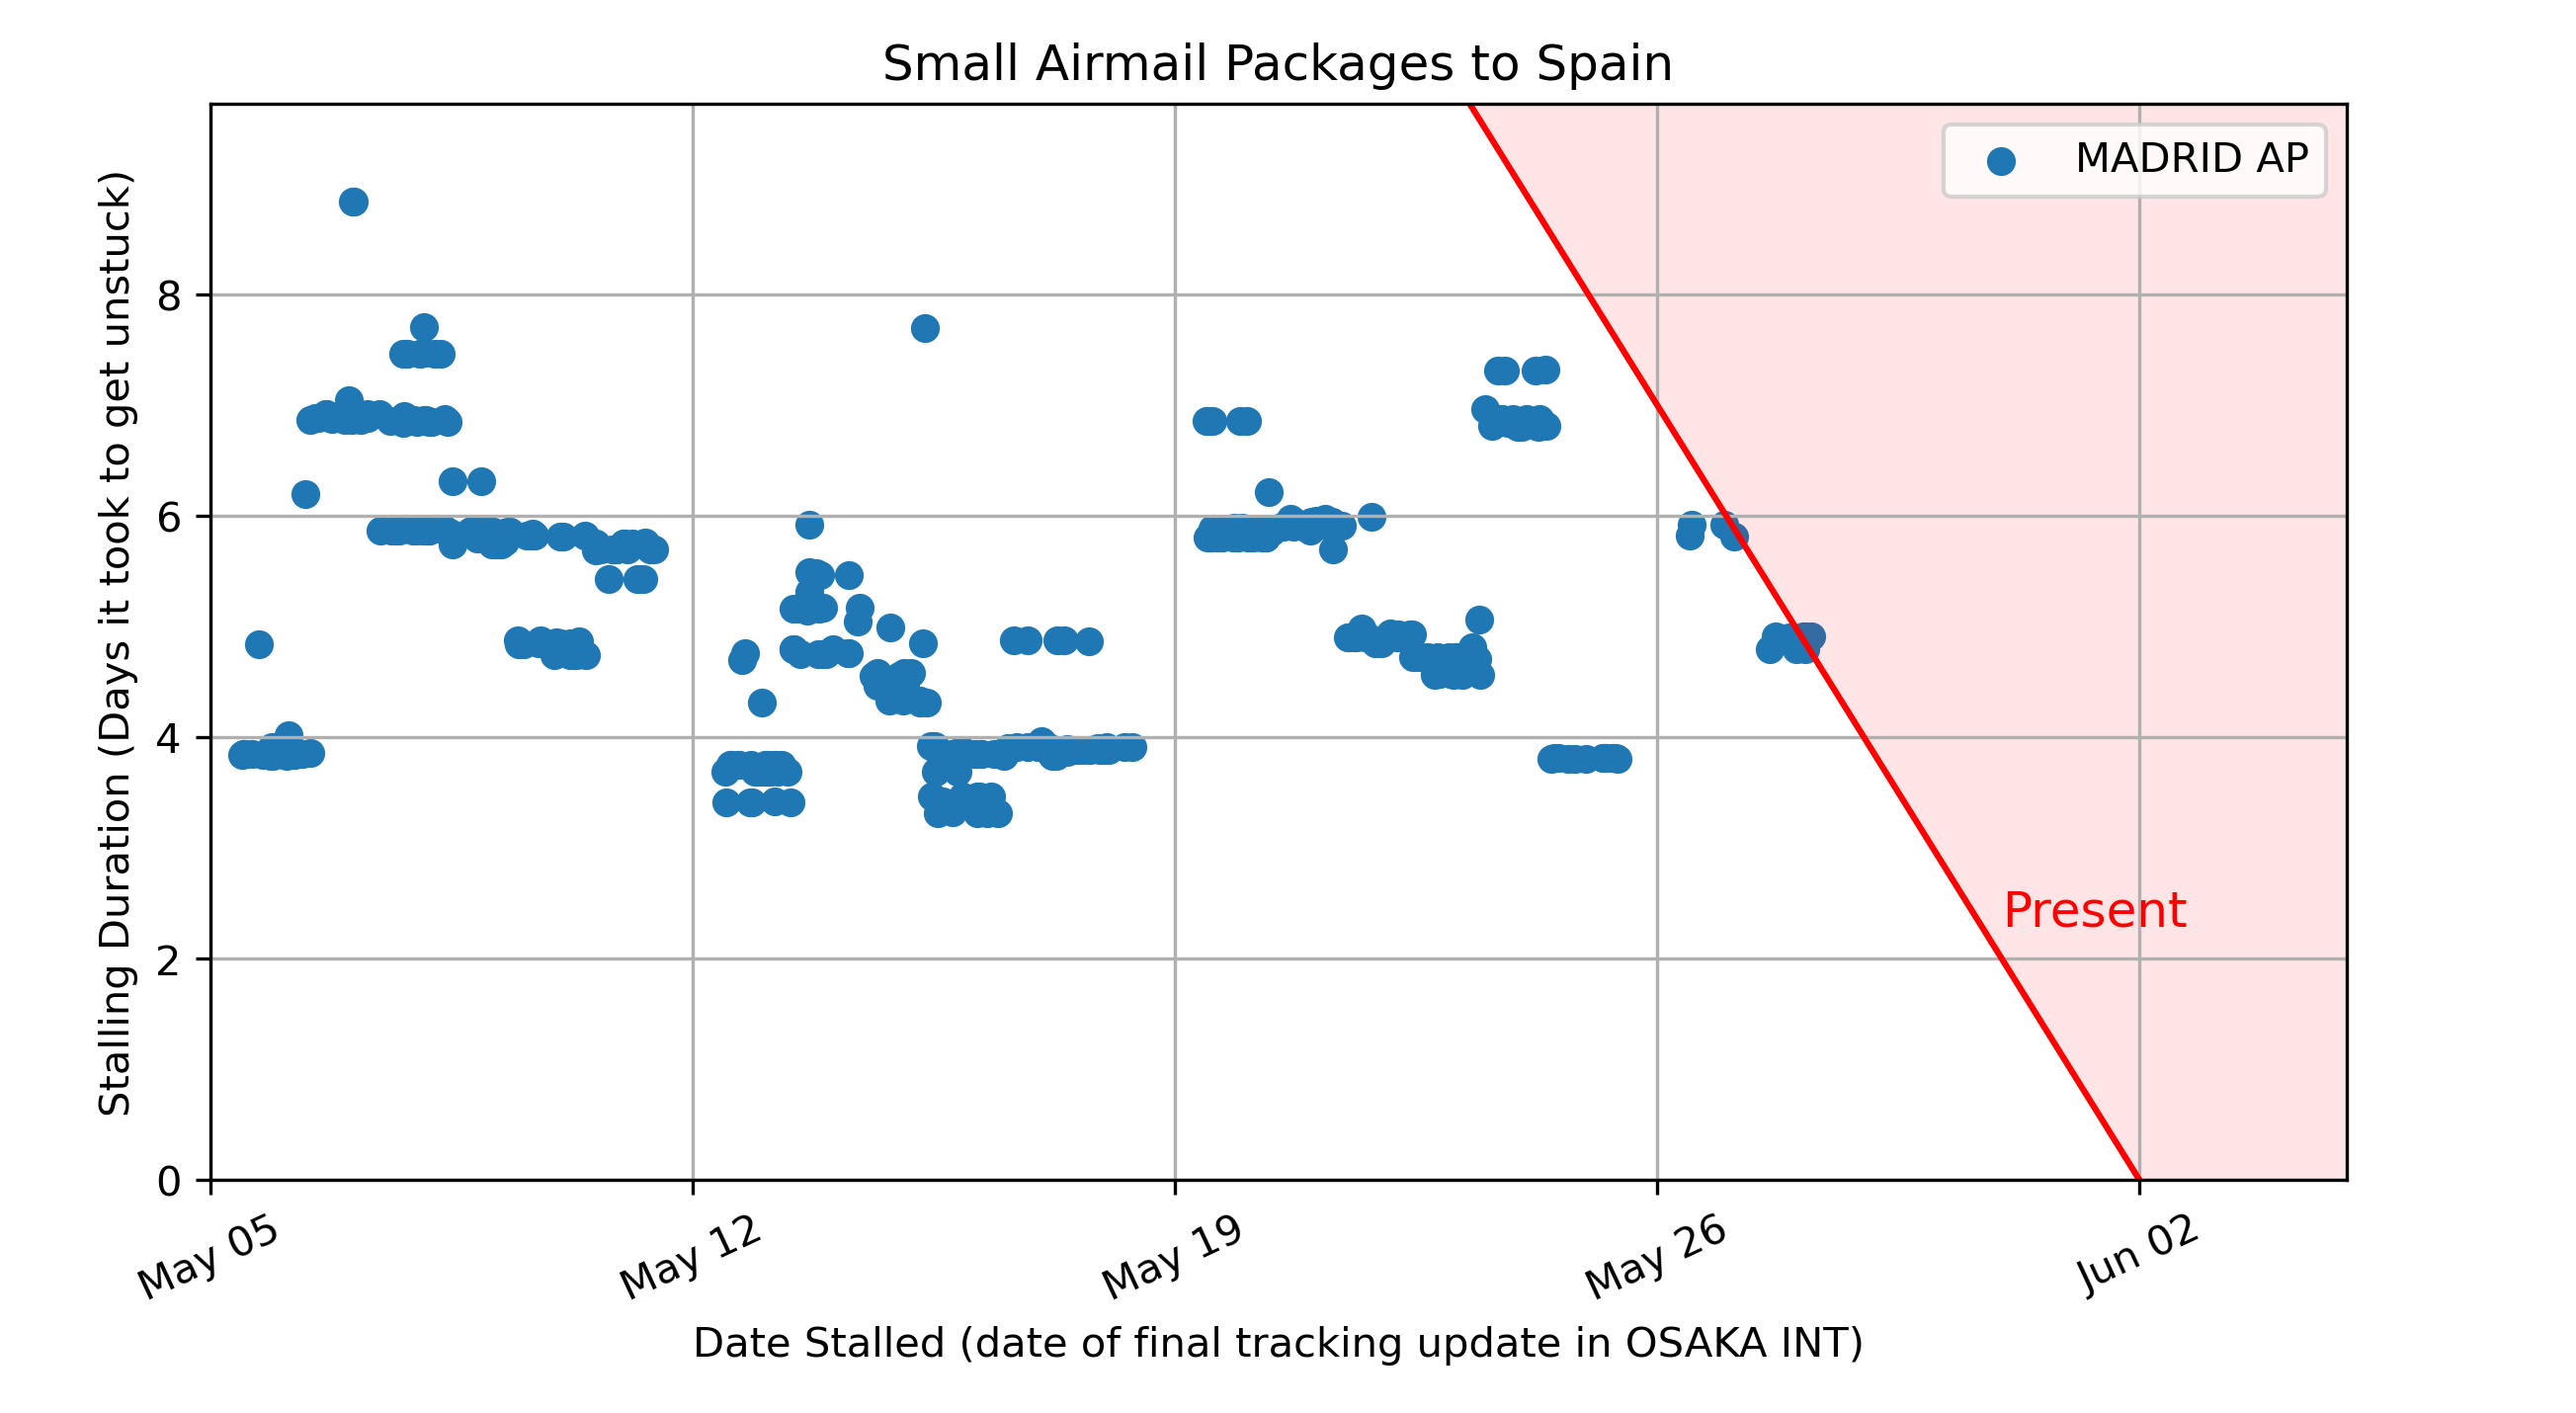 Small Airmail Packages to Spain
MADRID AP
Stalling Duration (Days it took to get unstuck)
8
6
4
2
0
Present
May 05
May 12
May 19
May 26
Jun 02
Date Stalled (date of final tracking update in OSAKA INT)